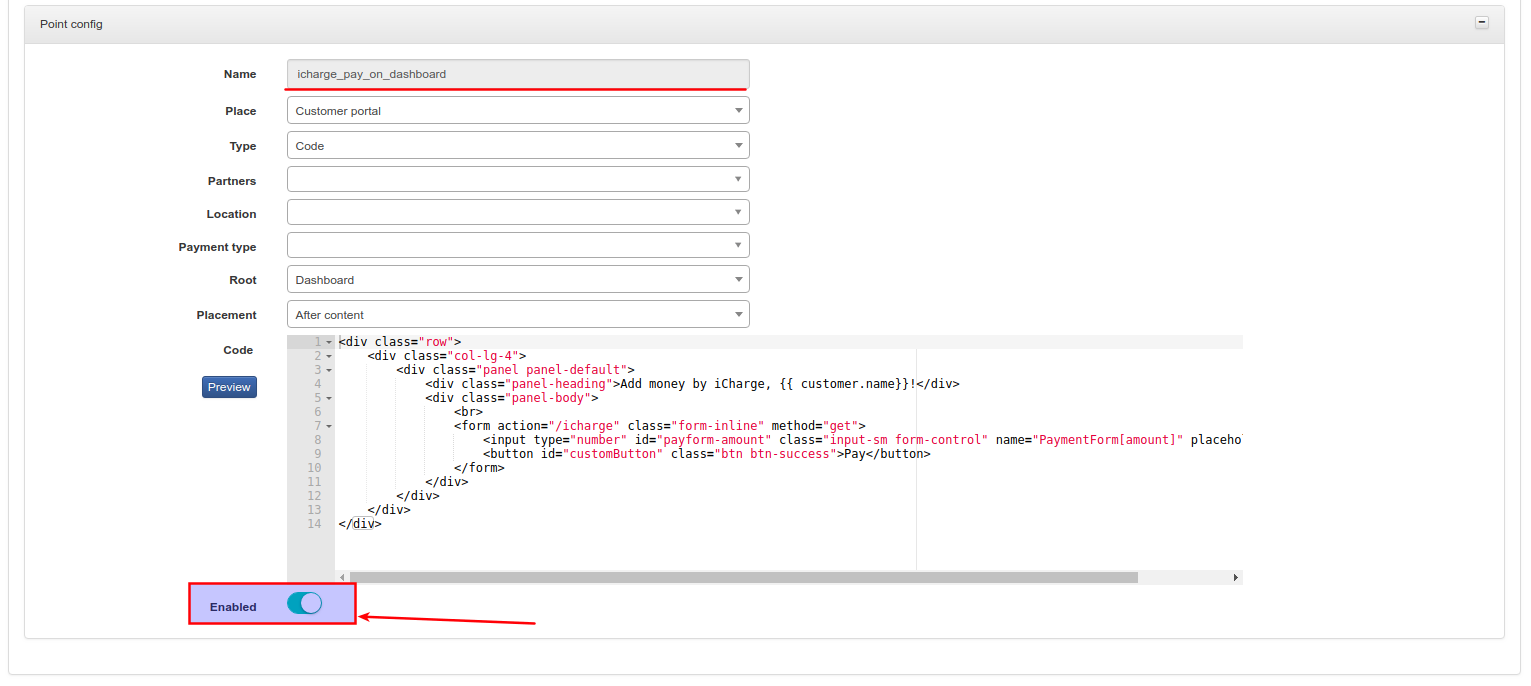 Point config
Name icharge_pay_on_dashboard
Place Customer portal
Type Code
Partners
Location
Payment type
Root Dashboard
Placement After content
Code
Preview
1 <div class="row">
2 <div class="col-lg-4">
3 <div class="panel panel-default">
4 <div class="panel-heading">Add money by iCharge, {{ customer.name}}!</div>
5 <div class="panel-body">
6 <br>
7 <form action="/icharge" class="form-inline" method="get">
8 <input type="number" id="payform-amount" class="input-sm form-control" name="PaymentForm[amount]" placehol
9 <button id="customButton" class="btn btn-success">Pay</button>
10 </form>
11 </div>
12 </div>
13 </div>
14 </div>
Enabled